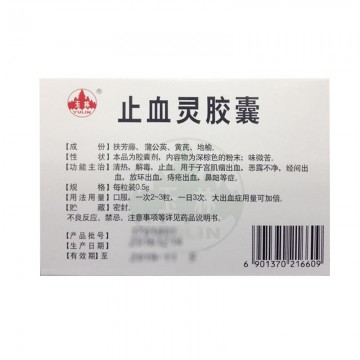 玉林
YULIN
止血灵胶囊
【成　　份】扶芳藤、蒲公英、黄芪、地榆。
【性　　状】本品为胶囊剂，内容物为深棕色的粉末；味微苦。
【功能主治】清热，解毒，止血。用于子宫肌瘤出血，恶露不净，经间出
血，放环出血，痔疮出血，鼻衄等症。
【规　　格】每粒装0.5g
【用法用量】口服，一次2~3粒，一日3次，大出血症用量可加倍。
【贮　　藏】密封.
不良反应、禁忌、注意事项等详见药品说明书.
【产品批号】
【生产日期】
【有效期】至
6 901370 216609